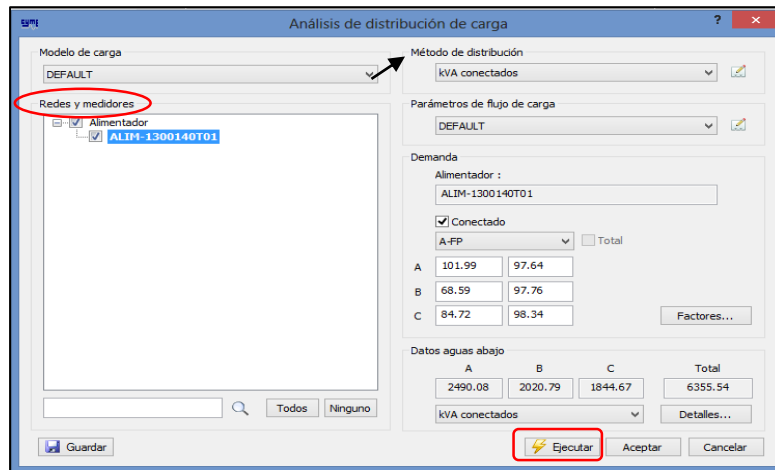 CYME
Análisis de distribución de carga
?
Modelo de carga
DEFAULT
Redes y medidores
Alimentador
ALIM-1300140T01
Todos Ninguno
Método de distribución
kVA conectados
Parámetros de flujo de carga
DEFAULT
Demanda
Alimentador :
ALIM-1300140T01
Conectado
A-FP Total
A 101.99 97.64
B 68.59 97.76
C 84.72 98.34
Factores...
Datos aguas abajo
A B C Total
2490.08 2020.79 1844.67 6355.54
kVA conectados Detalles...
Guardar Ejecutar Aceptar Cancelar